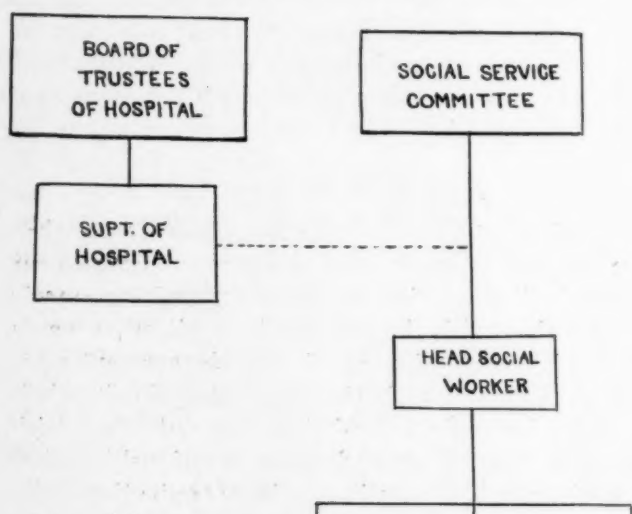 BOARD OF
TRUSTEES
OF HOSPITAL
SOCIAL SERVICE
COMMITTEE
SUPT. OF
HOSPITAL
HEAD SOCIAL
WORKER